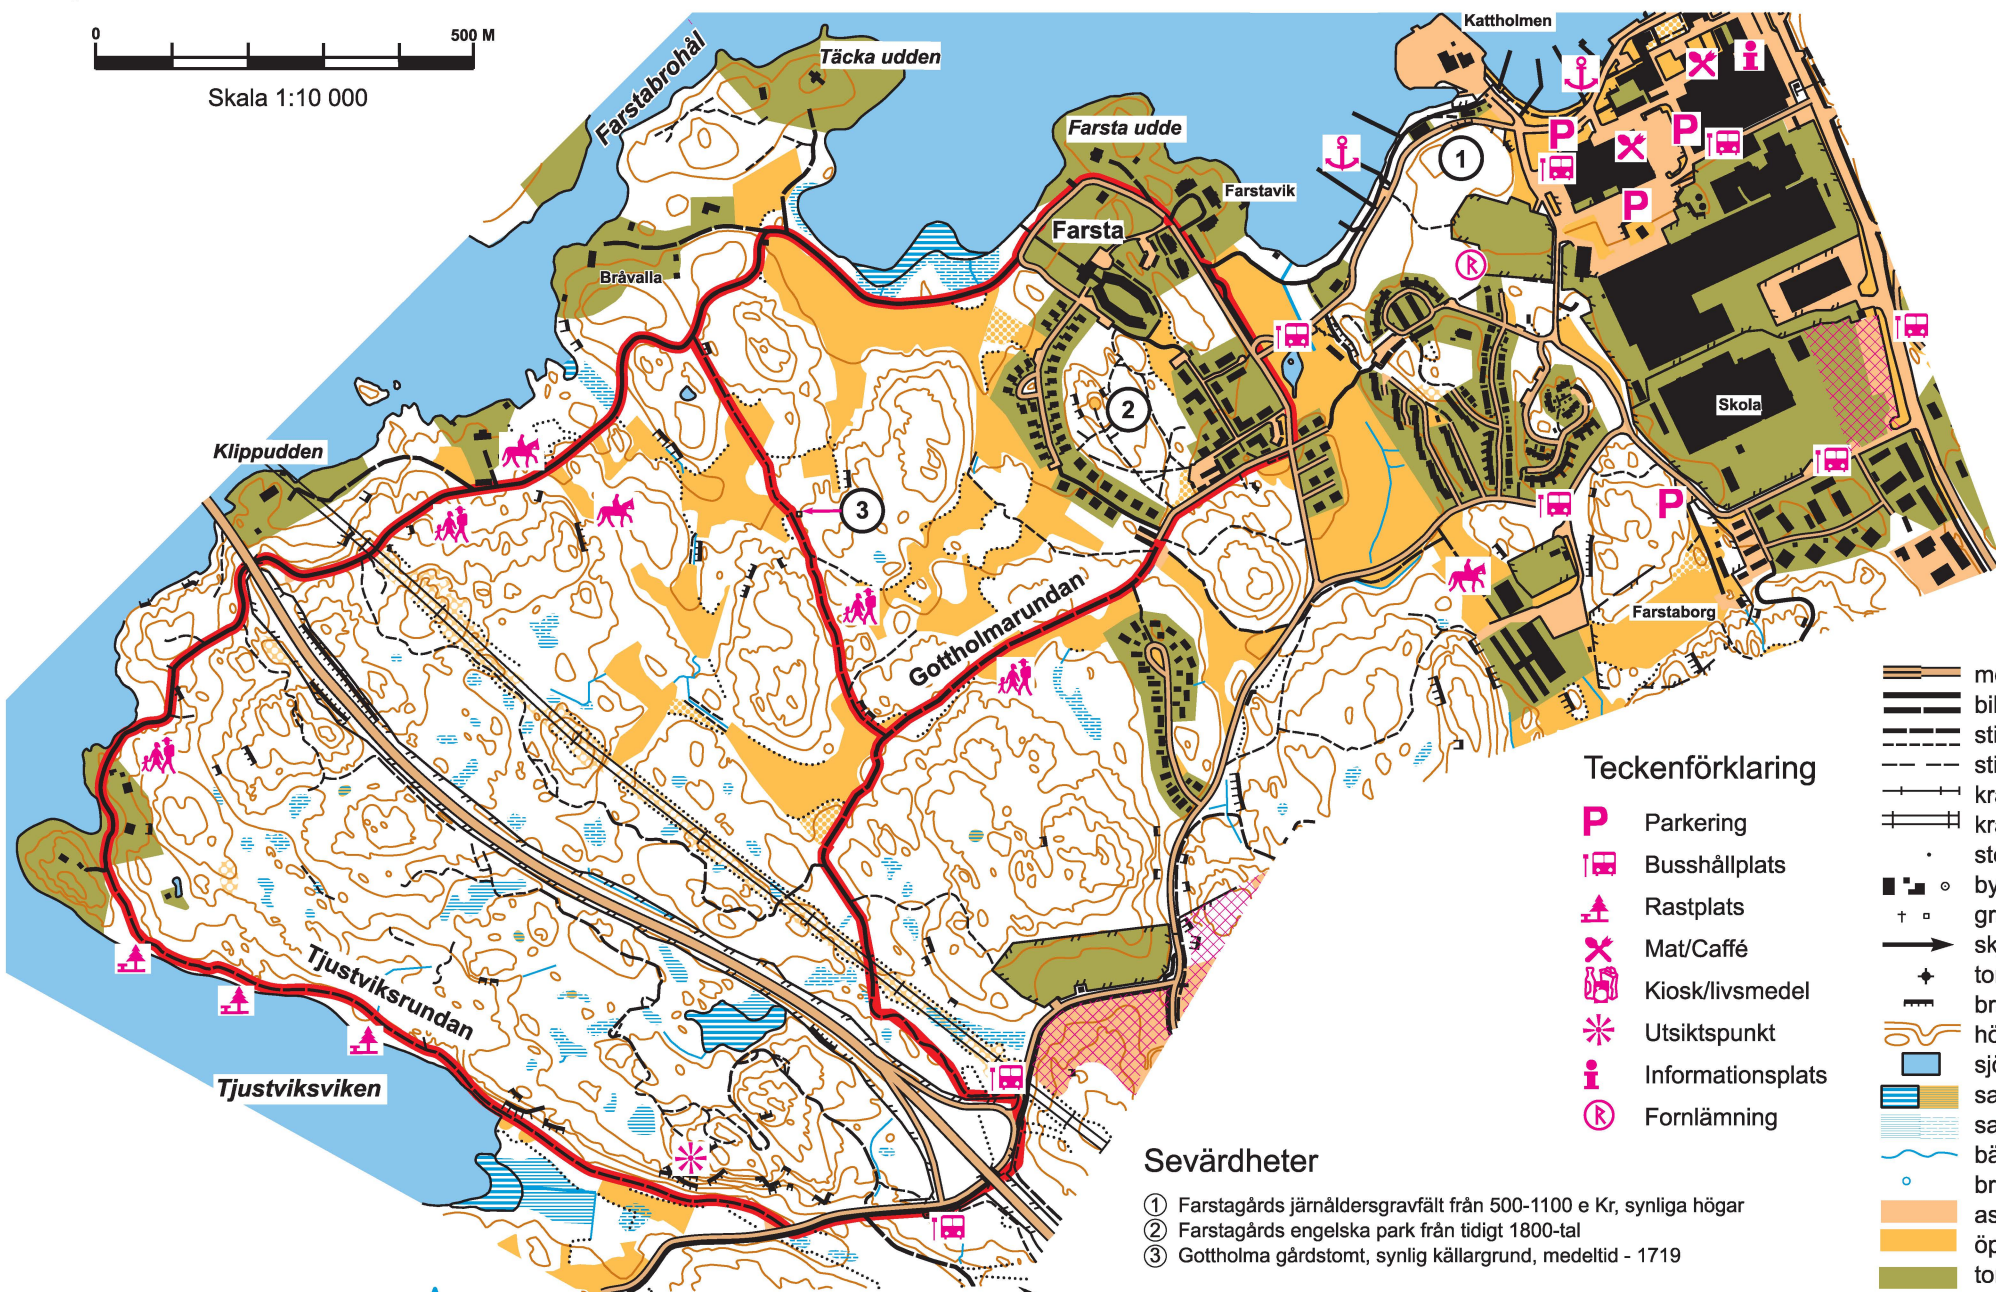 0 500 M
Skala 1:10 000
Farstabrohål
Täcka udden
Kattholmen
Farsta udde
Farstavik
Farsta
Bråvalla
Klippudden
Skola
Farstaborg
Gottholmarundan
Tjustviksrundan
Tjustviksviken
1
2
3
P
P
P
P
Teckenförklaring
P Parkering
Busshållplats
Rastplats
Mat/Caffé
Kiosk/livsmedel
Utsiktspunkt
Informationsplats
Fornlämning
Sevärdheter
1 Farstagårds järnåldersgravfält från 500-1100 e Kr, synliga högar
2 Farstagårds engelska park från tidigt 1800-tal
3 Gottholma gårdstomt, synlig källargrund, medeltid - 1719